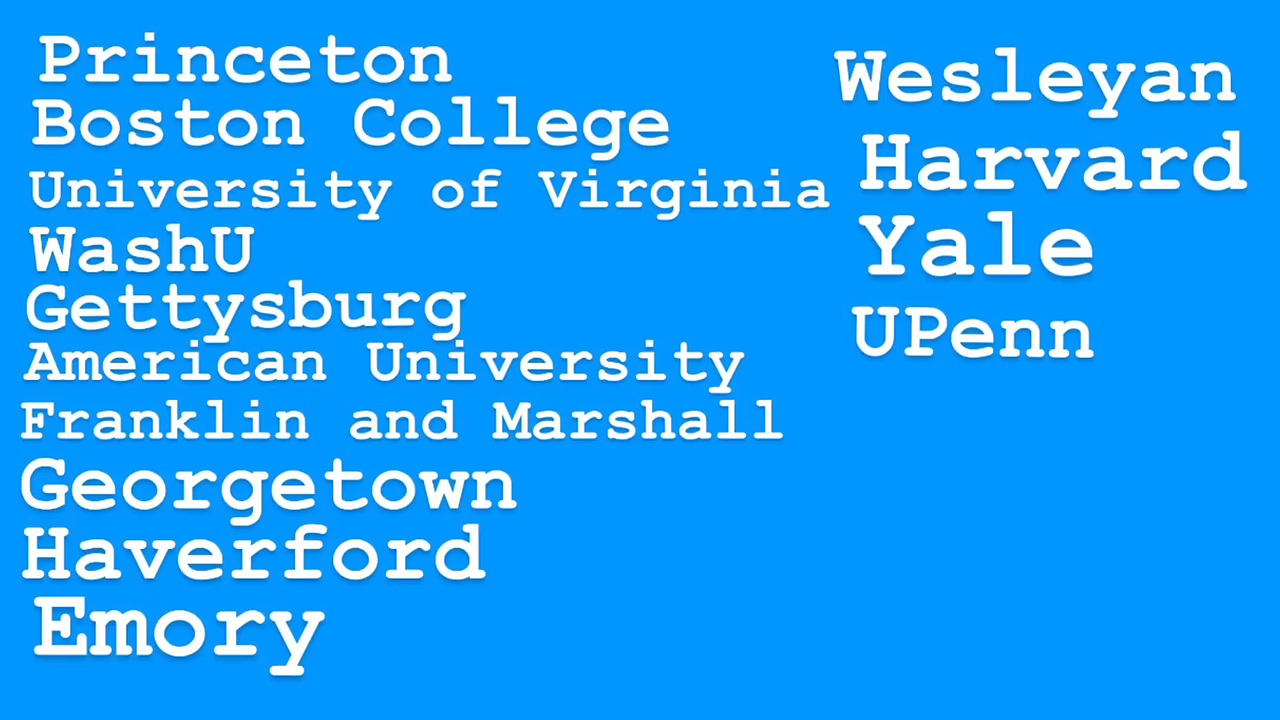 Princeton
Boston College
University of Virginia
WashU
Gettysburg
American University
Franklin and Marshall
Georgetown
Haverford
Emory
Wesleyan
Harvard
Yale
UPenn